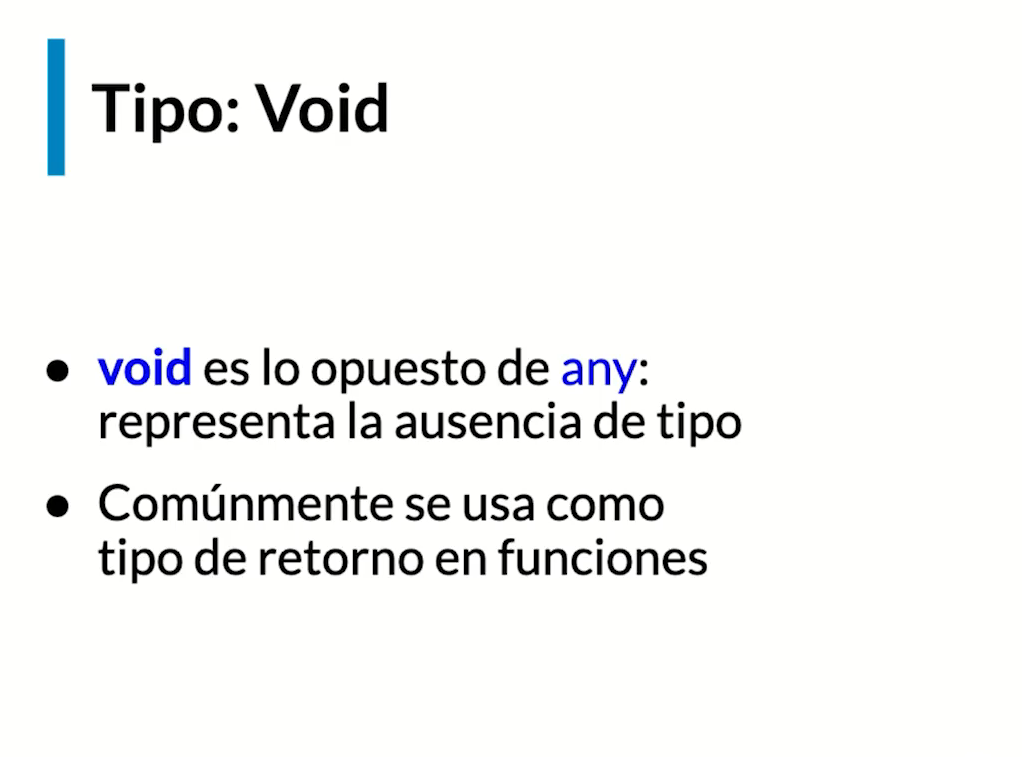 Tipo: Void
● void es lo opuesto de any:
representa la ausencia de tipo
● Comúnmente se usa como
tipo de retorno en funciones